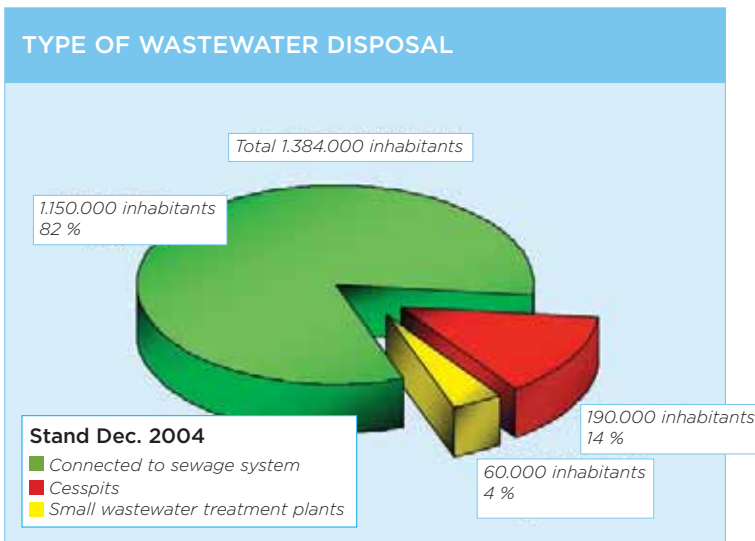 TYPE OF WASTEWATER DISPOSAL
Total 1.384.000 inhabitants
1.150.000 inhabitants
82 %
190.000 inhabitants
14 %
60.000 inhabitants
4 %
Stand Dec. 2004
Connected to sewage system
Cesspits
Small wastewater treatment plants